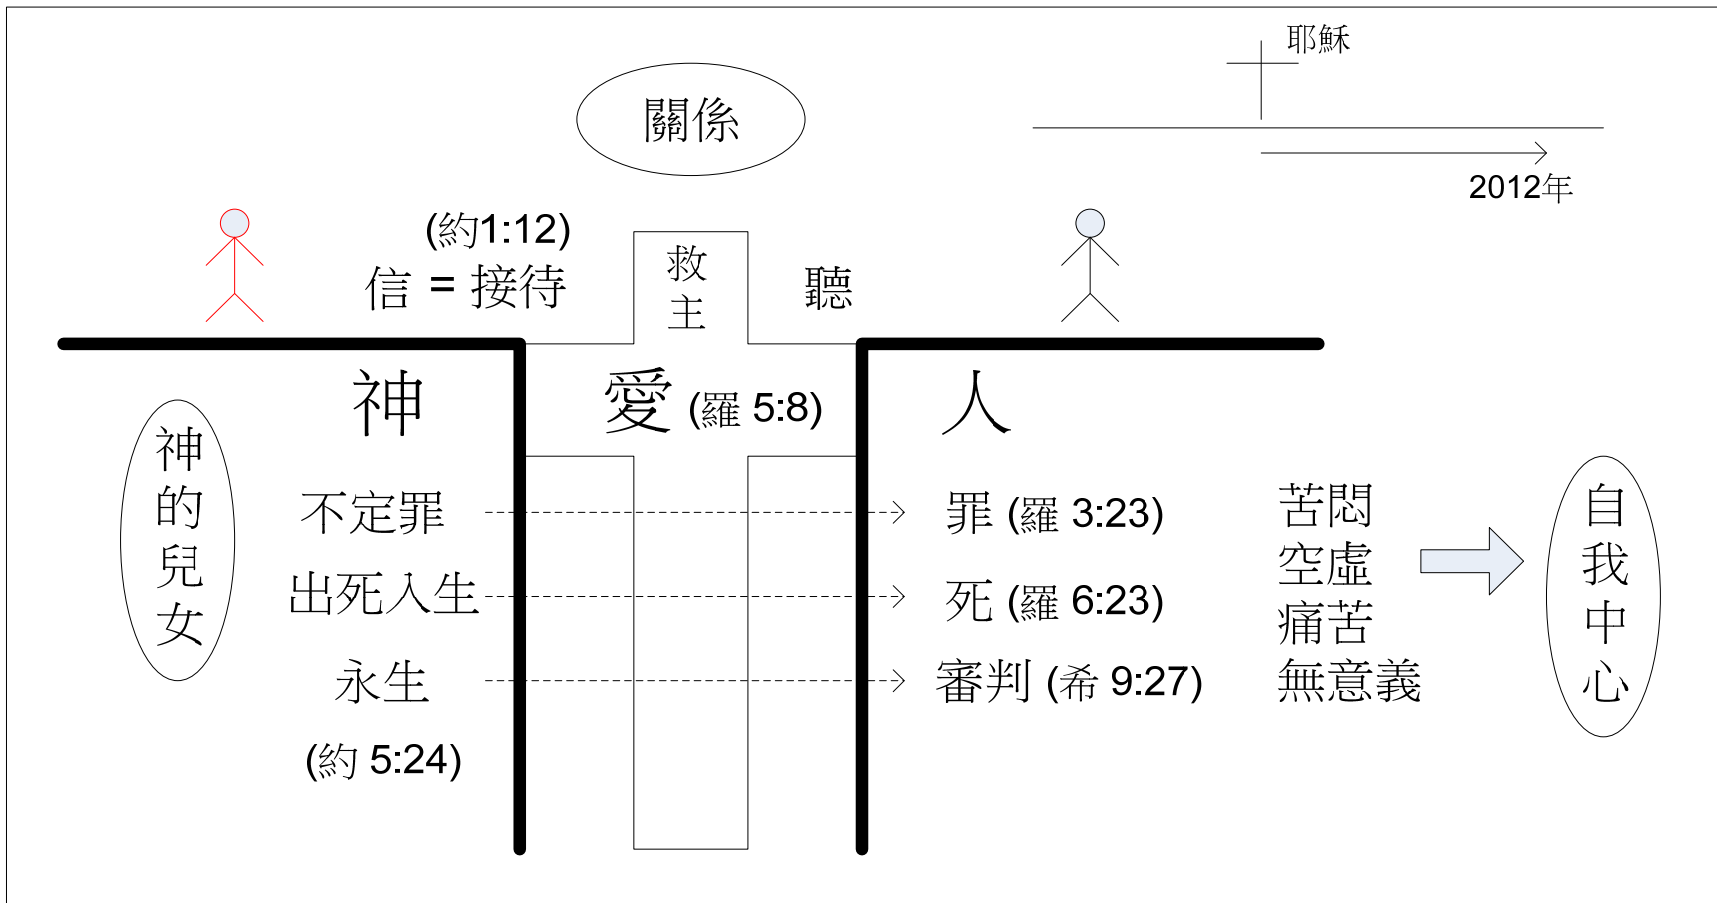 耶穌
關係
2012年
(約1:12)
信 = 接待
救主
聽
神
愛 (羅 5:8)
人
神的兒女
不定罪
出死入生
永生
(約 5:24)
罪 (羅 3:23)
死 (羅 6:23)
審判 (希 9:27)
苦悶
空虛
痛苦
無意義
自我中心